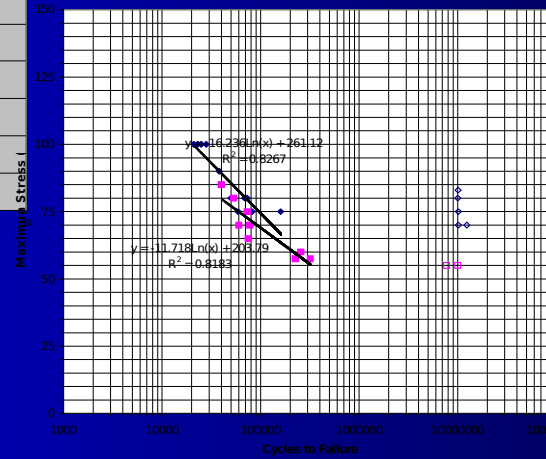 150
125
100
75
50
25
0
Maximum Stress (
y = -16.236Ln(x) + 261.12
R² = 0.8267
y = -11.718Ln(x) + 203.79
R² = 0.8183
1000 10000 100000 1000000 10000000 100
Cycles to Failure